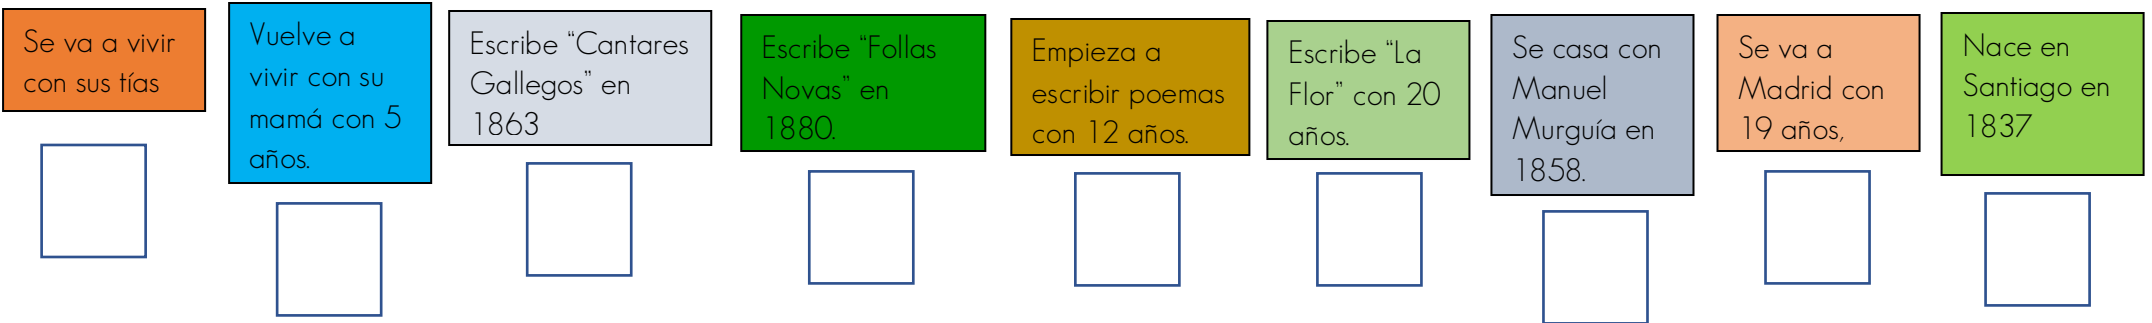 Se va a vivir
con sus tías
Vuelve a
vivir con su
mamá con 5
años.
Escribe “Cantares
Gallegos” en
1863
Escribe “Follas
Novas” en
1880.
Empieza a
escribir poemas
con 12 años.
Escribe “La
Flor” con 20
años.
Se casa con
Manuel
Murguía en
1858.
Se va a
Madrid con
19 años,
Nace en
Santiago en
1837